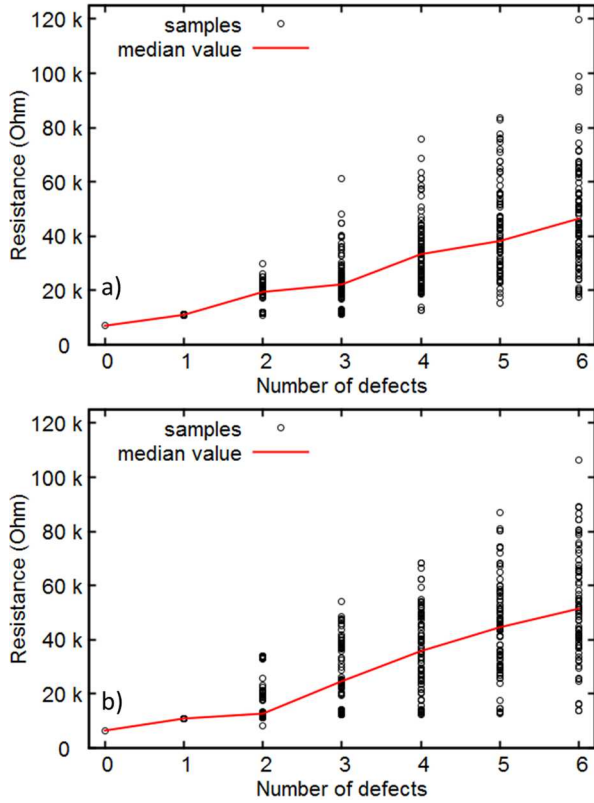 120 k
samples
median value
100 k
80 k
60 k
40 k
20 k
0
Resistance (Ohm)
a)
0 1 2 3 4 5 6
Number of defects
120 k
samples
median value
100 k
80 k
60 k
40 k
20 k
0
Resistance (Ohm)
b)
0 1 2 3 4 5 6
Number of defects